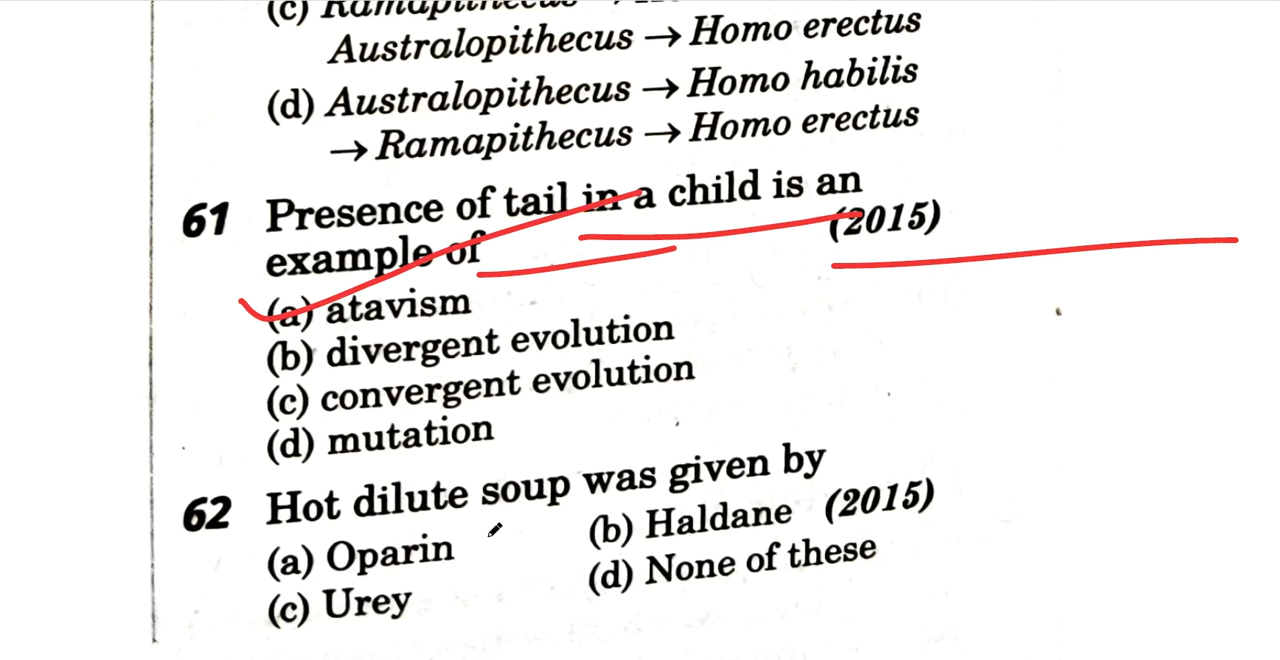 (c) Ramapithecus →
Australopithecus → Homo erectus
(d) Australopithecus → Homo habilis
→ Ramapithecus → Homo erectus
61 Presence of tail in a child is an
example of (2015)
(a) atavism
(b) divergent evolution
(c) convergent evolution
(d) mutation
62 Hot dilute soup was given by
(a) Oparin (b) Haldane (2015)
(c) Urey (d) None of these